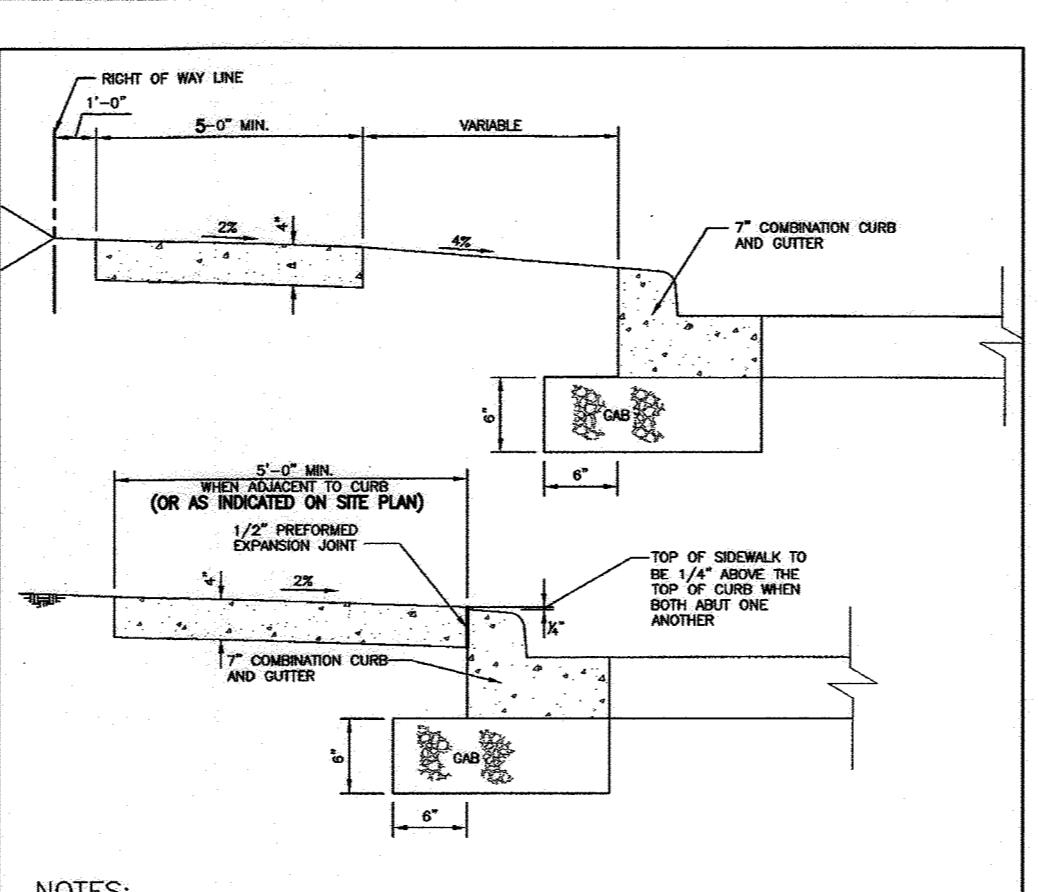 RIGHT OF WAY LINE
1'-0"
5-0" MIN.
VARIABLE
2%
4"
4%
7" COMBINATION CURB
AND GUTTER
6"
GAB
6"
5'-0" MIN.
WHEN ADJACENT TO CURB
(OR AS INDICATED ON SITE PLAN)
1/2" PREFORMED
EXPANSION JOINT
TOP OF SIDEWALK TO
BE 1/4" ABOVE THE
TOP OF CURB WHEN
BOTH ABUT ONE
ANOTHER
4"
2%
1/4"
7" COMBINATION CURB
AND GUTTER
6"
GAB
6"
NOTES: